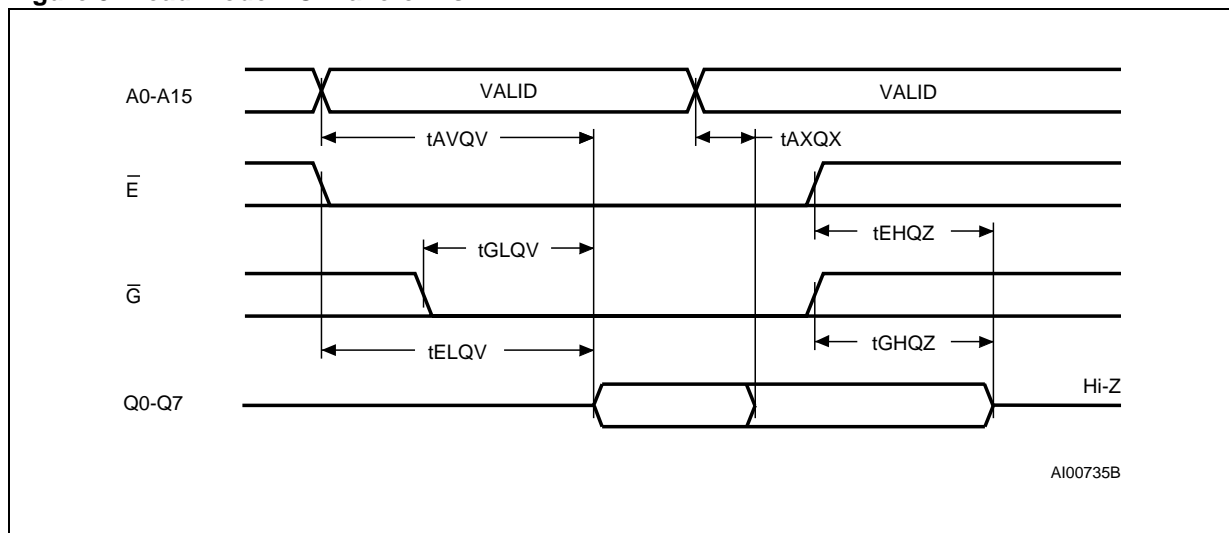 A0-A15
VALID
VALID
tAVQV
tAXQX
E
tEHQZ
tGLQV
G
tGHQZ
tELQV
Q0-Q7
Hi-Z
AI00735B